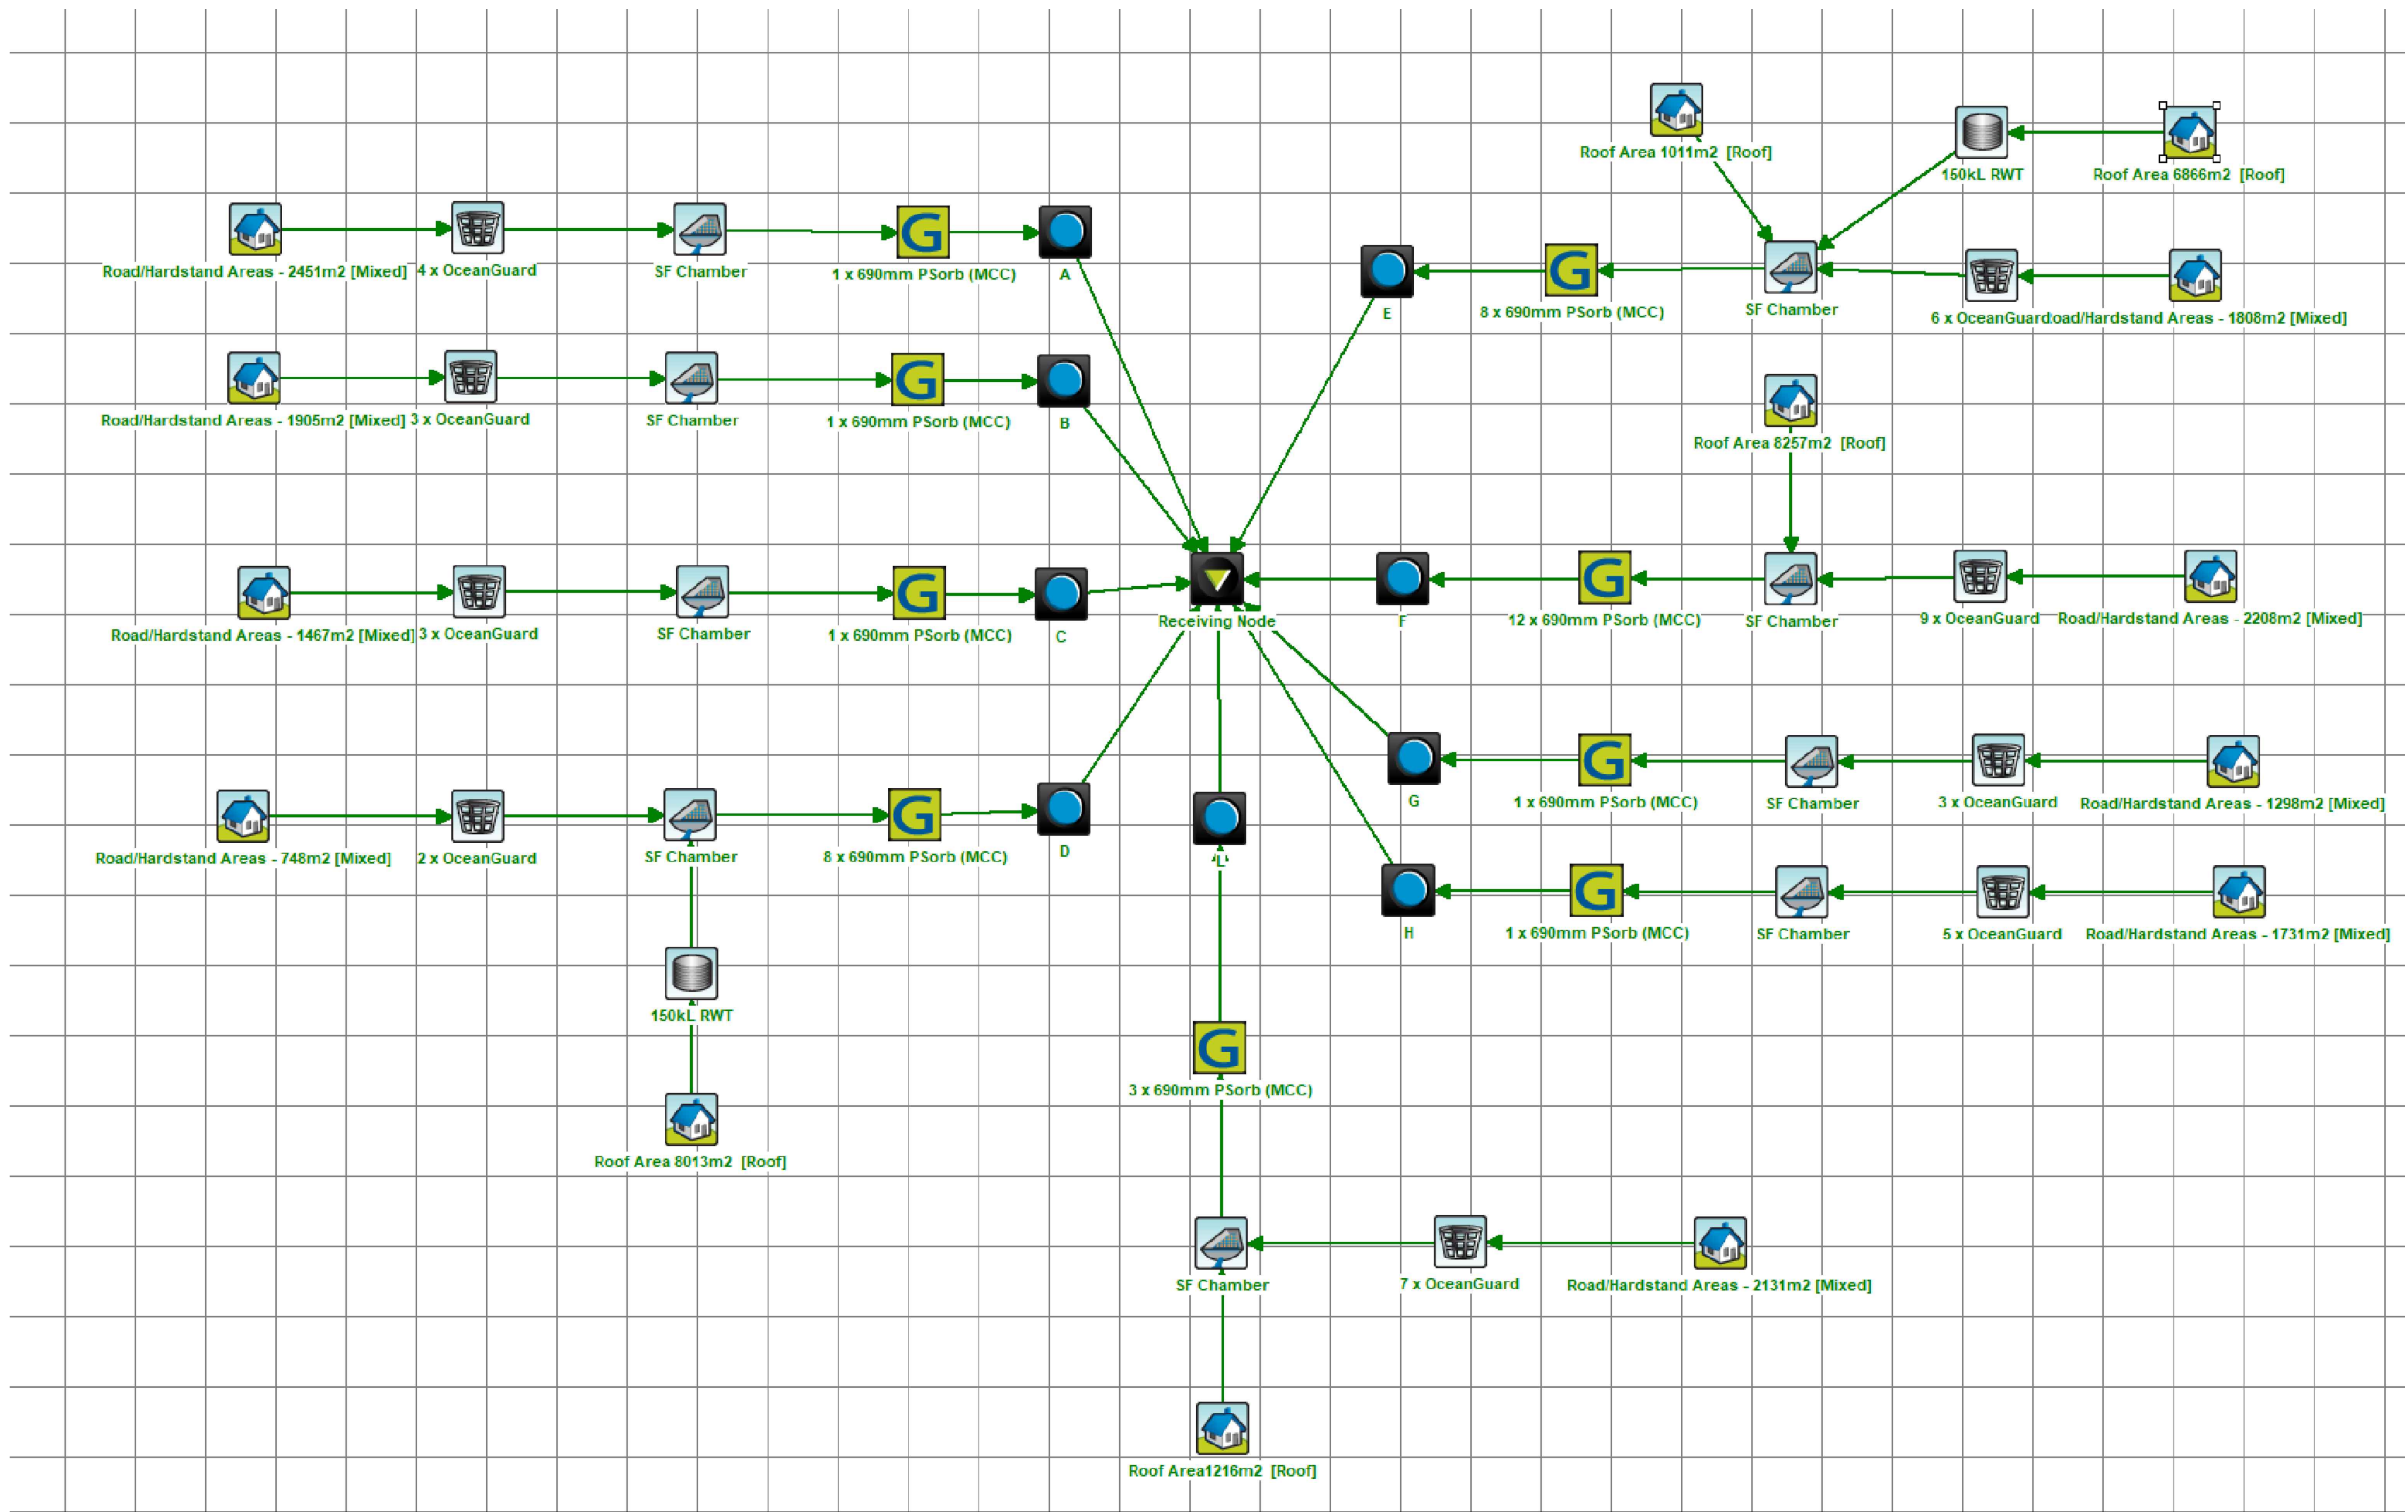 Roof Area 1011m2 [Roof]
150kL RWT
Roof Area 6866m2 [Roof]
Road/Hardstand Areas - 2451m2 [Mixed]
4 x OceanGuard
SF Chamber
1 x 690mm PSorb (MCC)
A
E
8 x 690mm PSorb (MCC)
SF Chamber
6 x OceanGuard
oad/Hardstand Areas - 1808m2 [Mixed]
Road/Hardstand Areas - 1905m2 [Mixed]
3 x OceanGuard
SF Chamber
1 x 690mm PSorb (MCC)
B
Roof Area 8257m2 [Roof]
Road/Hardstand Areas - 1467m2 [Mixed]
3 x OceanGuard
SF Chamber
1 x 690mm PSorb (MCC)
C
Receiving Node
F
12 x 690mm PSorb (MCC)
SF Chamber
9 x OceanGuard
Road/Hardstand Areas - 2208m2 [Mixed]
G
1 x 690mm PSorb (MCC)
SF Chamber
3 x OceanGuard
Road/Hardstand Areas - 1298m2 [Mixed]
Road/Hardstand Areas - 748m2 [Mixed]
2 x OceanGuard
SF Chamber
8 x 690mm PSorb (MCC)
D
L
H
1 x 690mm PSorb (MCC)
SF Chamber
5 x OceanGuard
Road/Hardstand Areas - 1731m2 [Mixed]
150kL RWT
3 x 690mm PSorb (MCC)
Roof Area 8013m2 [Roof]
SF Chamber
7 x OceanGuard
Road/Hardstand Areas - 2131m2 [Mixed]
Roof Area1216m2 [Roof]